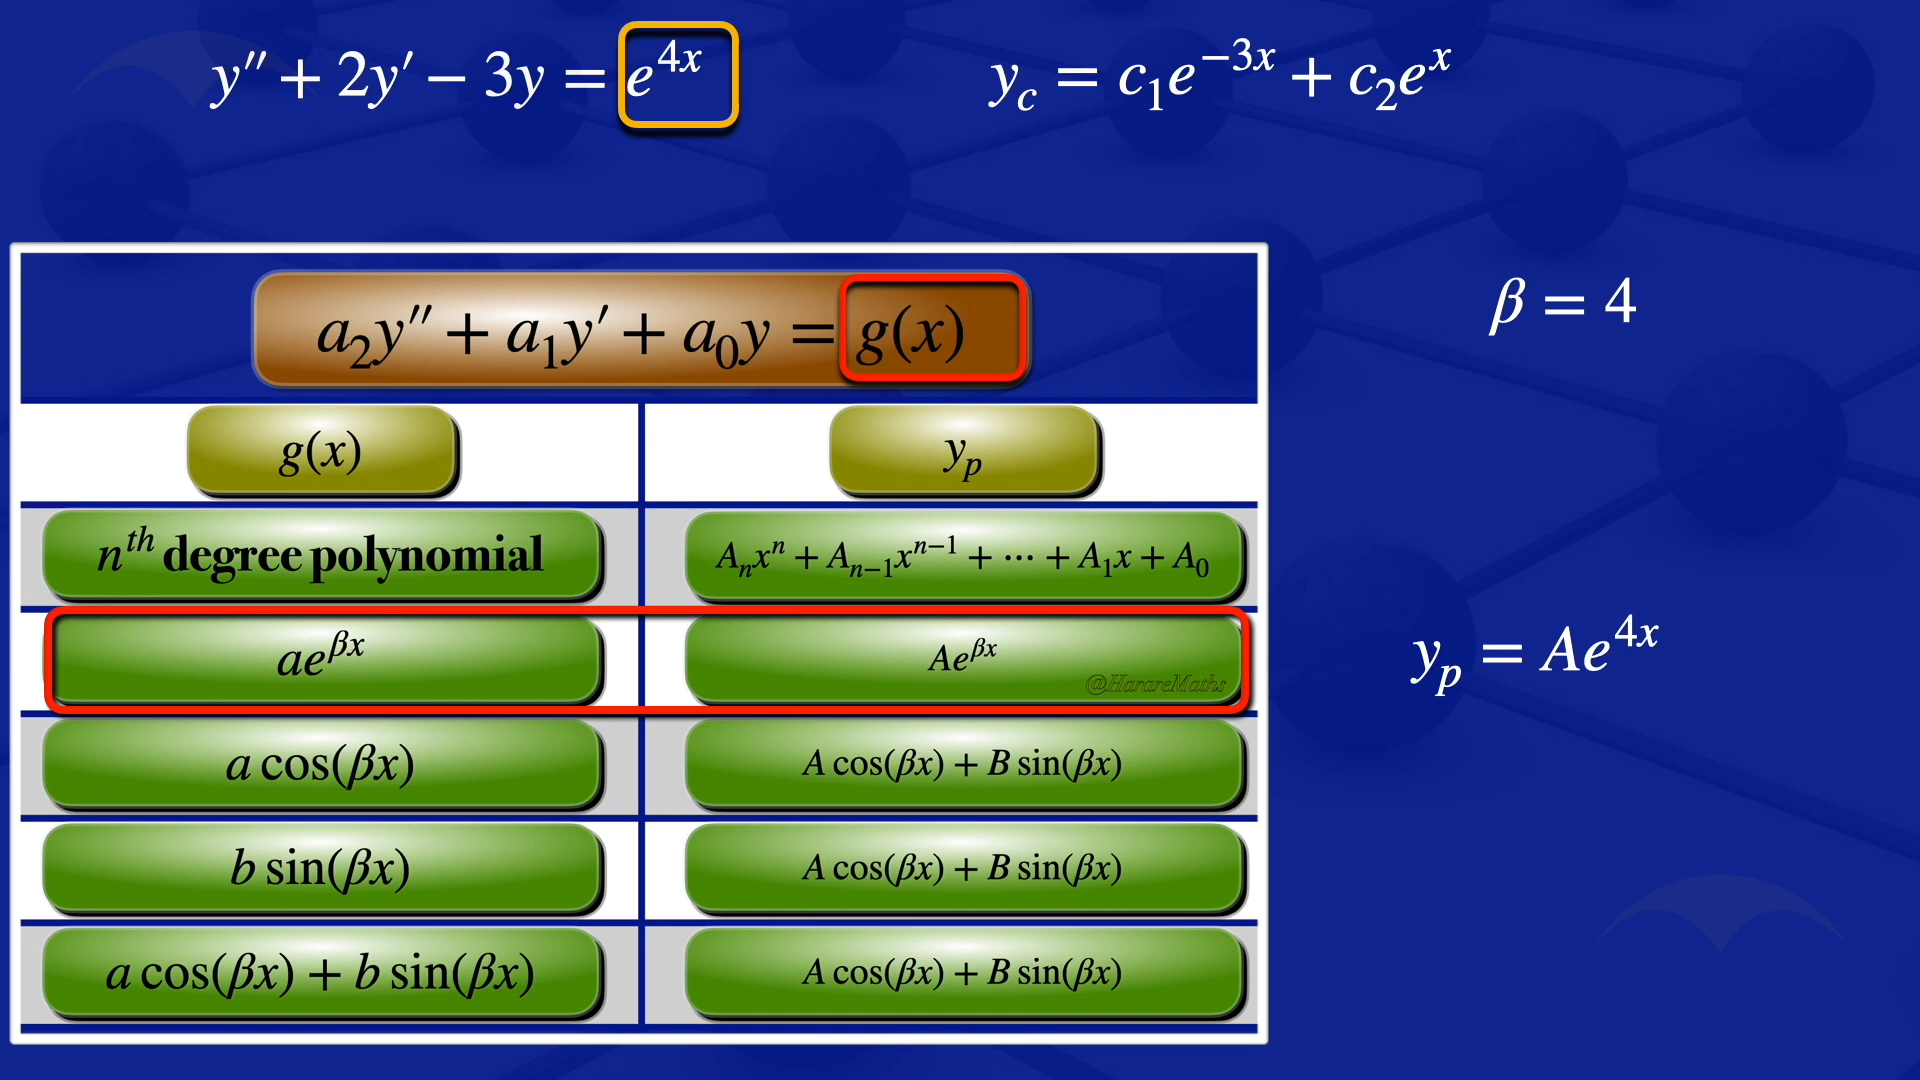 y″ + 2y′ − 3y = e^{4x}
y_c = c_1e^{−3x} + c_2e^x
a_2y″ + a_1y′ + a_0y = g(x)
β = 4
g(x) y_p
n^{th} degree polynomial A_nx^n + A_{n−1}x^{n−1} + ⋯ + A_1x + A_0
ae^{βx} Ae^{βx}
@HarareMaths
y_p = Ae^{4x}
a cos(βx) A cos(βx) + B sin(βx)
b sin(βx) A cos(βx) + B sin(βx)
a cos(βx) + b sin(βx) A cos(βx) + B sin(βx)